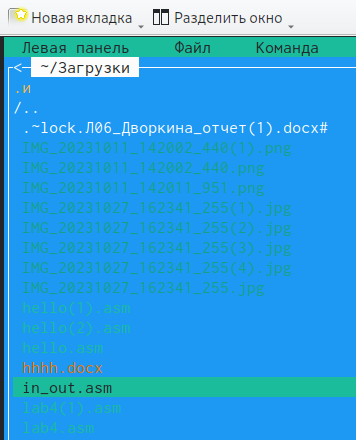 Новая вкладка Разделить окно
Левая панель Файл Команда
<─ ~/Загрузки
.и
/..
.~lock.Л06_Дворкина_отчет(1).docx#
IMG_20231011_142002_440(1).png
IMG_20231011_142002_440.png
IMG_20231011_142011_951.png
IMG_20231027_162341_255(1).jpg
IMG_20231027_162341_255(2).jpg
IMG_20231027_162341_255(3).jpg
IMG_20231027_162341_255(4).jpg
IMG_20231027_162341_255.jpg
hello(1).asm
hello(2).asm
hello.asm
hhhh.docx
in_out.asm
lab4(1).asm
lab4.asm